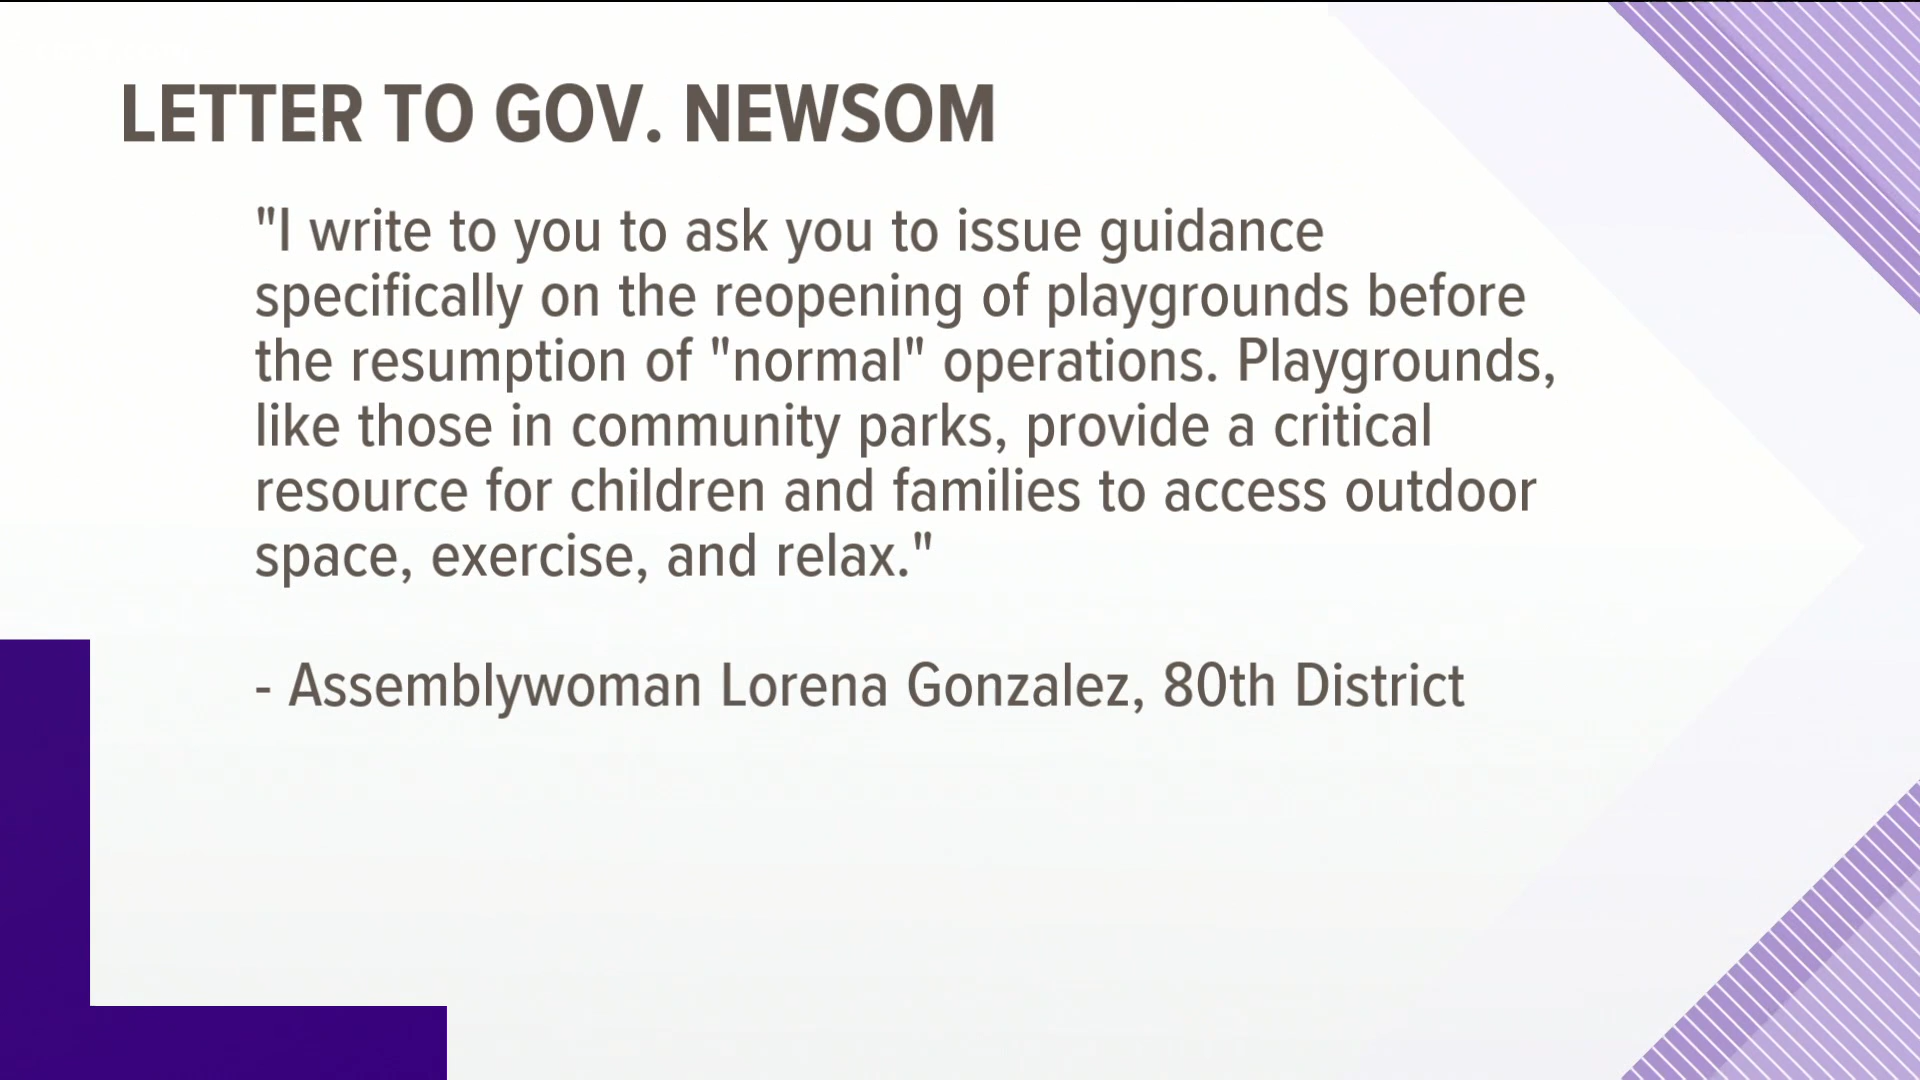 LETTER TO GOV. NEWSOM
"I write to you to ask you to issue guidance
specifically on the reopening of playgrounds before
the resumption of "normal" operations. Playgrounds,
like those in community parks, provide a critical
resource for children and families to access outdoor
space, exercise, and relax."
- Assemblywoman Lorena Gonzalez, 80th District